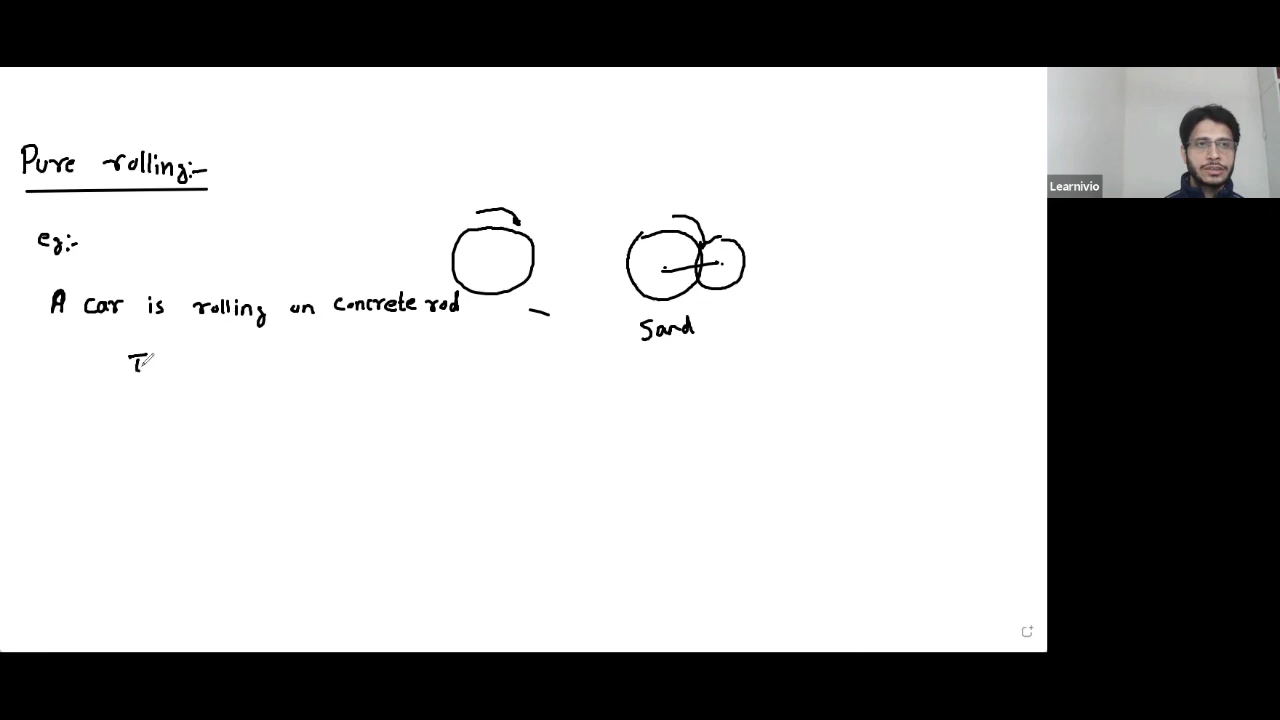 Pure rolling:-
eg:-
A car is rolling on concrete rod
Sand
T
Learnivio